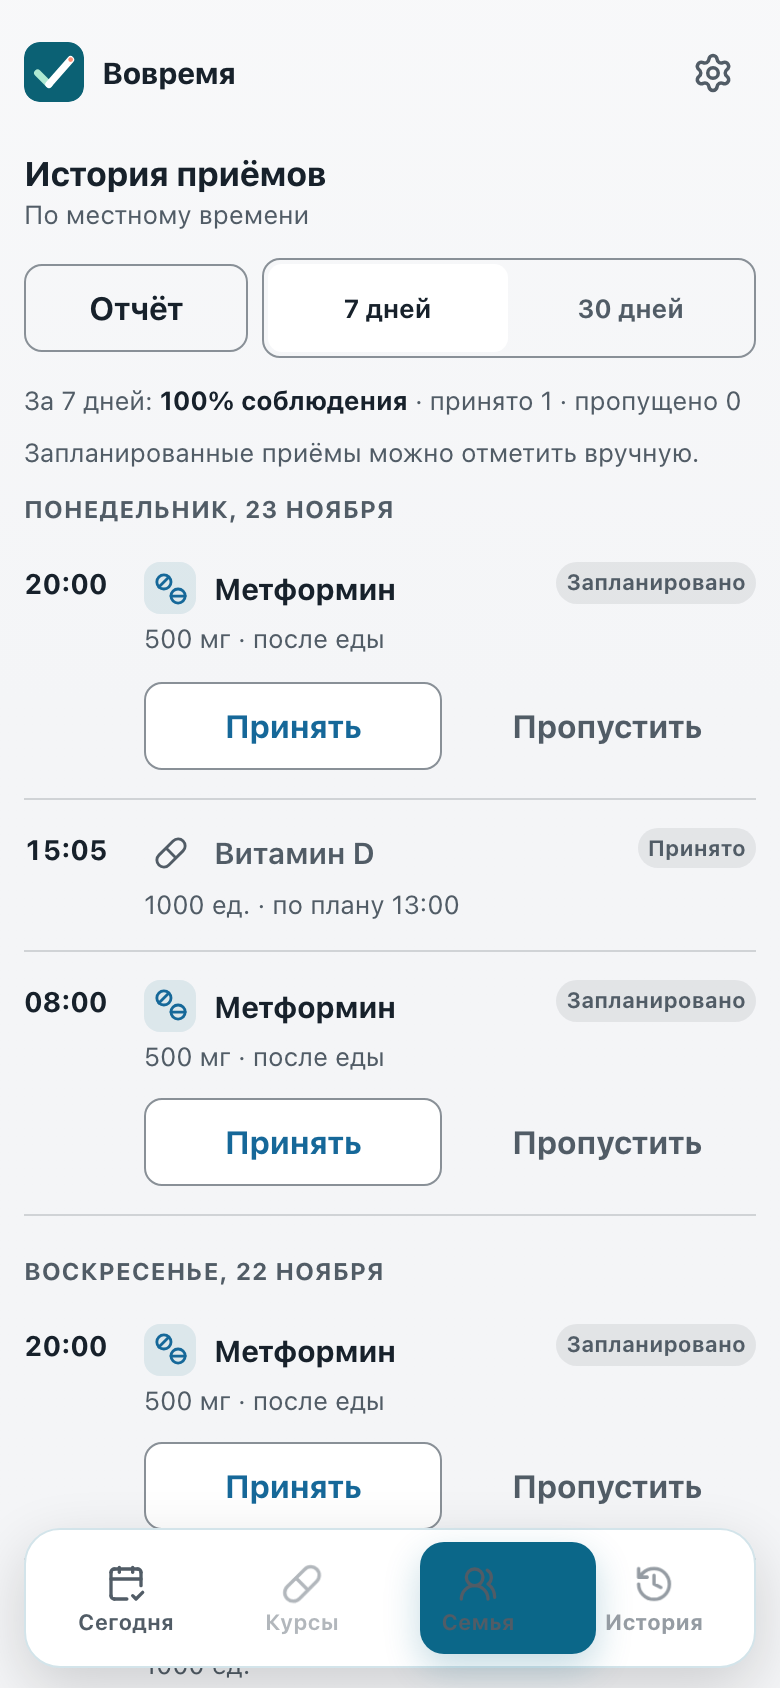 Вовремя
История приёмов
По местному времени
Отчёт
7 дней
30 дней
За 7 дней: 100% соблюдения · принято 1 · пропущено 0
Запланированные приёмы можно отметить вручную.
ПОНЕДЕЛЬНИК, 23 НОЯБРЯ
20:00 Метформин Запланировано
500 мг · после еды
Принять Пропустить
15:05 Витамин D Принято
1000 ед. · по плану 13:00
08:00 Метформин Запланировано
500 мг · после еды
Принять Пропустить
ВОСКРЕСЕНЬЕ, 22 НОЯБРЯ
20:00 Метформин Запланировано
500 мг · после еды
Принять Пропустить
Сегодня Курсы Семья История
1000 ед.